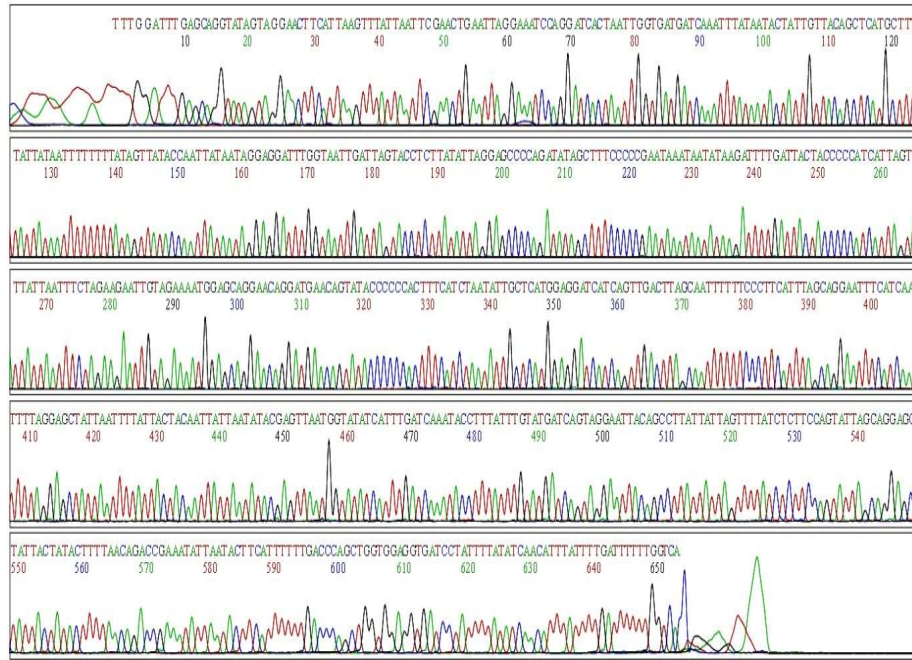 TTTGGATTTGAGCAGGTATAGTAGGAACTTCATTAAGTTTATTAATTCGAACTGAATTAGGAAATCCAGGATCACTAATTGGTGATGATCAAATTTATAATACTATTGTTACAGCTCATGCTTT
10 20 30 40 50 60 70 80 90 100 110 120
TATTATAATTTTTTTTTATAGTTATACCAATTATAATAGGAGGATTTGGTAATTGATTAGTACCTCTTATATTAGGAGCCCCAGATATAGCTTTCCCCCGAATAAATAATATAAGATTTTGATTACTACCCCCATCATTAGT
130 140 150 160 170 180 190 200 210 220 230 240 250 260
TTATTAATTTCTAGAAGAATTGTAGAAAATGGAGCAGGAACAGGATGAACAGTATACCCCCCACTTTCATCTAATATTGCTCATGGAGGATCATCAGTTGACTTAGCAATTTTTTCCCTTCATTTAGCAGGAATTTCATCAA
270 280 290 300 310 320 330 340 350 360 370 380 390 400
TTTTAGGAGCTATTAATTTTATTACTACAATTATTAATATACGAGTTAATGGTATATCATTTGATCAAATACCTTTATTTGTATGATCAGTAGGAATTACAGCCTTATTATTAGTTTTATCTCTTCCAGTATTAGCAGGAGC
410 420 430 440 450 460 470 480 490 500 510 520 530 540
TATTACTATACTTTTAACAGACCGAAATATTAATACTTCATTTTTTGACCCAGCTGGTGGAGGTGATCCTATTTTATATCAACATTTATTTTGATTTTTTGGTCA
550 560 570 580 590 600 610 620 630 640 650